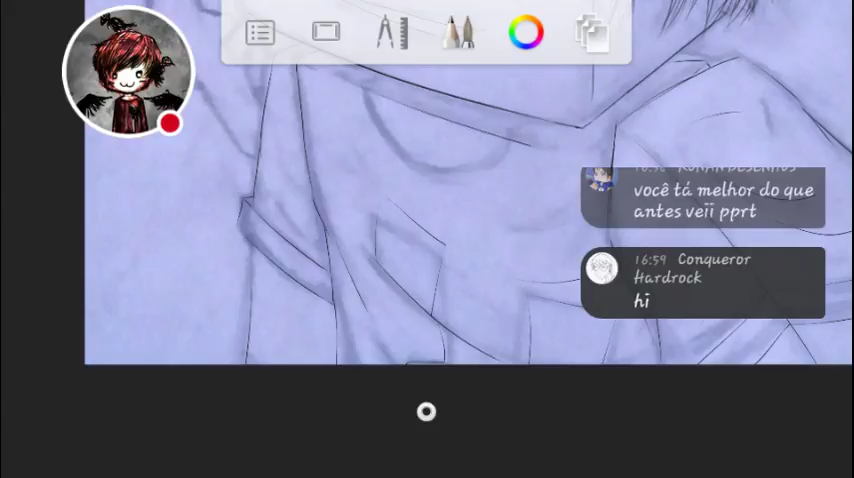 você tá melhor do que
antes veii pprt
16:59 Conqueror
Hardrock
hi